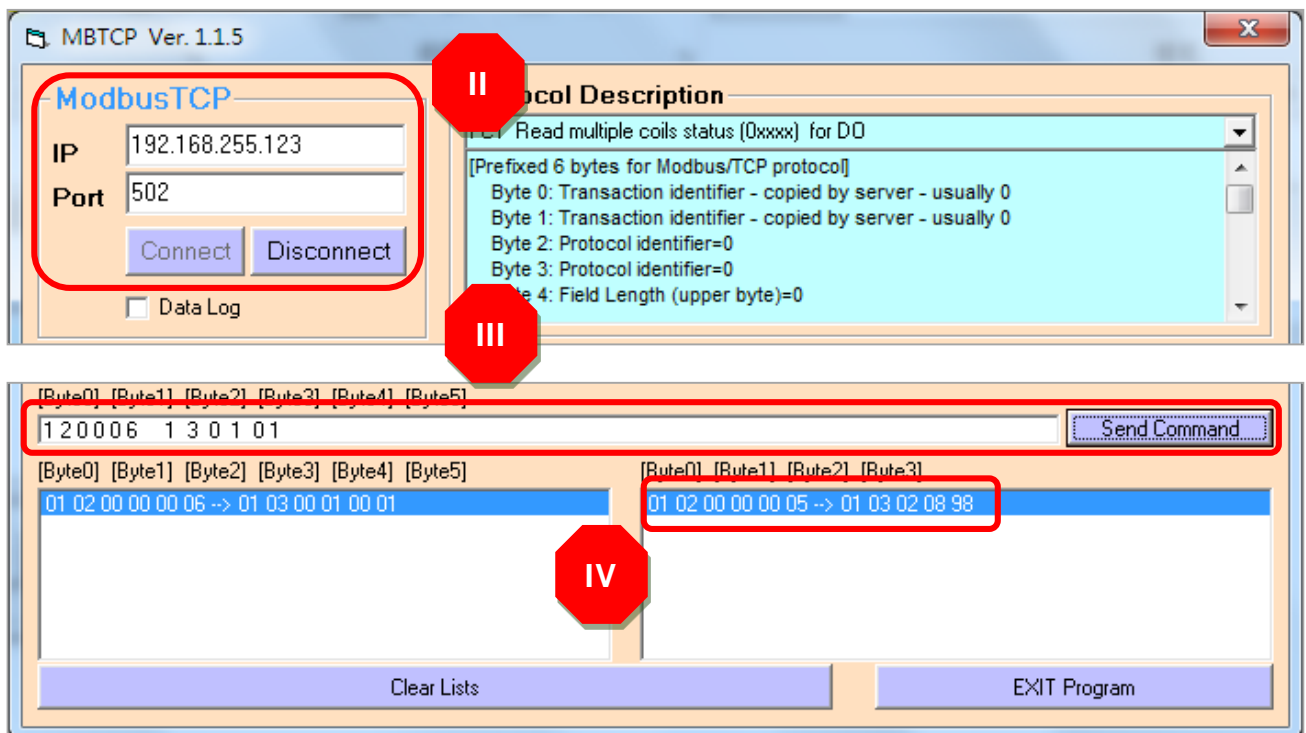 MBTCP Ver. 1.1.5
II
ModbusTCP
ocol Description
IP 192.168.255.123
Read multiple coils status (0xxxx) for DO
Port 502
[Prefixed 6 bytes for Modbus/TCP protocol]
Byte 0: Transaction identifier - copied by server - usually 0
Byte 1: Transaction identifier - copied by server - usually 0
Byte 2: Protocol identifier=0
Byte 3: Protocol identifier=0
4: Field Length (upper byte)=0
Connect Disconnect
Data Log
III
[Byte0] [Byte1] [Byte2] [Byte3] [Byte4] [Byte5]
1 2 0 0 0 6 1 3 0 1 0 1
Send Command
[Byte0] [Byte1] [Byte2] [Byte3] [Byte4] [Byte5]
[Byte0] [Byte1] [Byte2] [Byte3]
01 02 00 00 00 06 --> 01 03 00 01 00 01
01 02 00 00 00 05 --> 01 03 02 08 98
IV
Clear Lists
EXIT Program